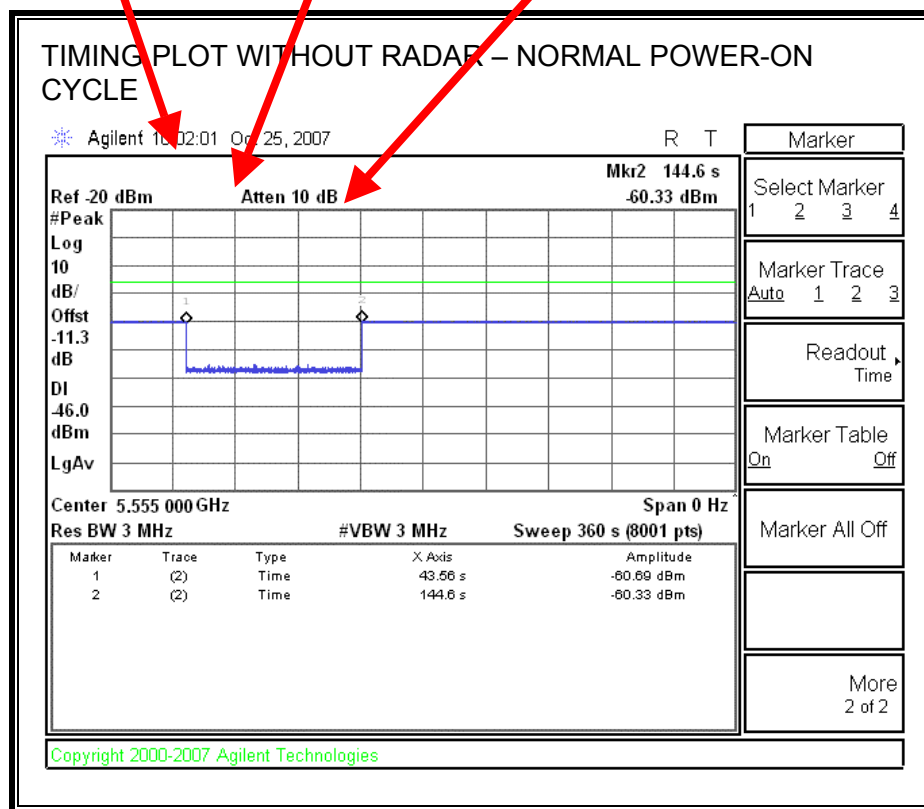 TIMING PLOT WITHOUT RADAR – NORMAL POWER-ON
CYCLE
Agilent Oct 25, 2007 R T
Mkr2 144.6 s
Ref -20 dBm Atten 10 dB -60.33 dBm
#Peak
Log
10
dB/
Offst
-11.3
dB
DI
-46.0
dBm
LgAv
1
2
Center 5.555 000 GHz Span 0 Hz
Res BW 3 MHz #VBW 3 MHz Sweep 360 s (8001 pts)
Marker Trace Type X Axis Amplitude
1 (2) Time 43.56 s -60.69 dBm
2 (2) Time 144.6 s -60.33 dBm
Copyright 2000-2007 Agilent Technologies
Marker
Select Marker
1 2 3 4
Marker Trace
Auto 1 2 3
Readout
Time
Marker Table
On Off
Marker All Off
More
2 of 2